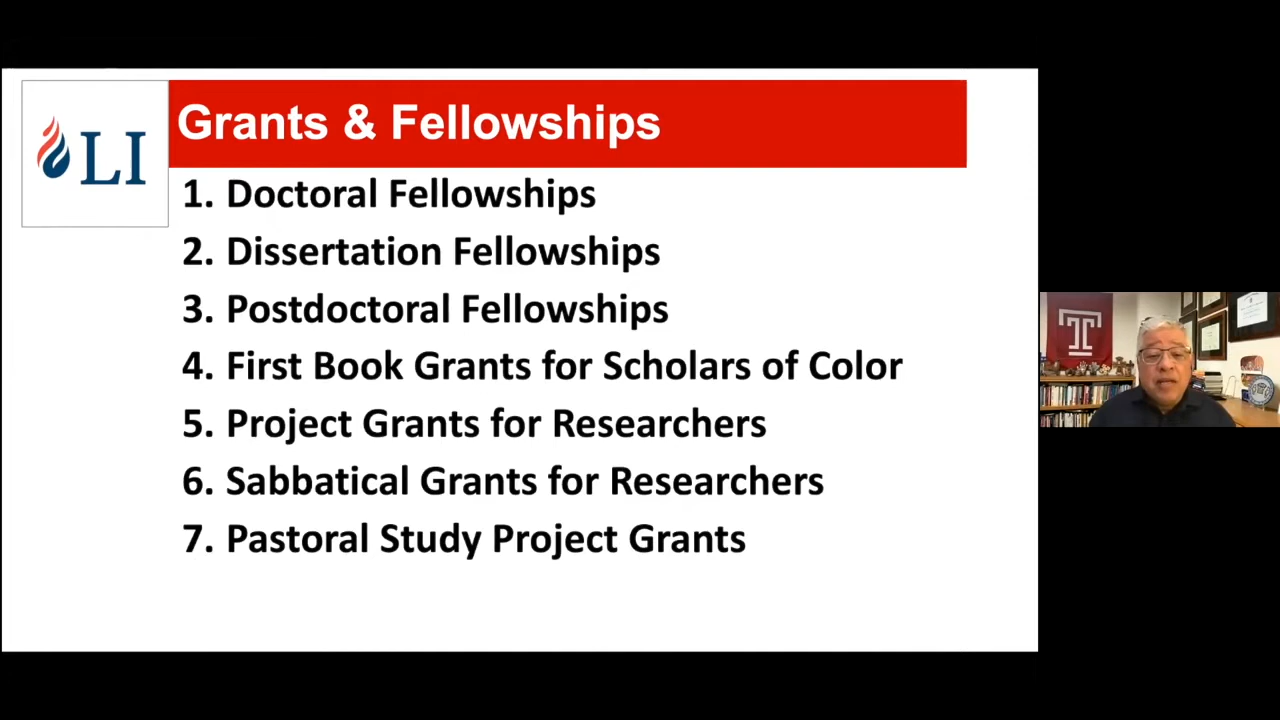 LI
Grants & Fellowships
1. Doctoral Fellowships
2. Dissertation Fellowships
3. Postdoctoral Fellowships
4. First Book Grants for Scholars of Color
5. Project Grants for Researchers
6. Sabbatical Grants for Researchers
7. Pastoral Study Project Grants
T